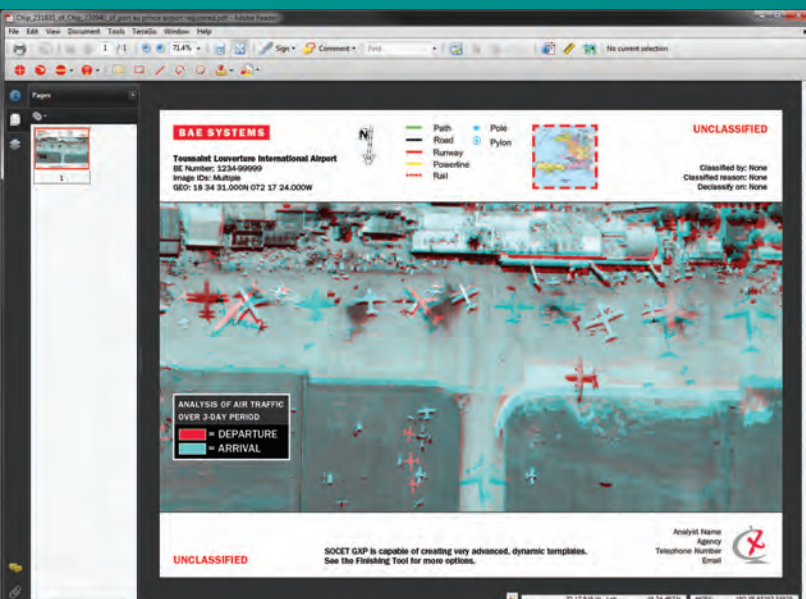 Chip_231835_of_Chip_230940_of_port au prince airport registered.pdf - Adobe Reader
File Edit View Document Tools TerraGo Window Help
1 / 1 71.4% Sign Comment Find No current selection
Pages
1
BAE SYSTEMS
N
Path
Road
Runway
Powerline
Rail
Pole
Pylon
UNCLASSIFIED
Toussaint Louverture International Airport
BE Number: 1234-99999
Image IDs: Multiple
GEO: 18 34 31.000N 072 17 24.000W
Classified by: None
Classified reason: None
Declassify on: None
ANALYSIS OF AIR TRAFFIC
OVER 3-DAY PERIOD
= DEPARTURE
= ARRIVAL
UNCLASSIFIED
SOCET GXP is capable of creating very advanced, dynamic templates.
See the Finishing Tool for more options.
Analyst Name
Agency
Telephone Number
Email